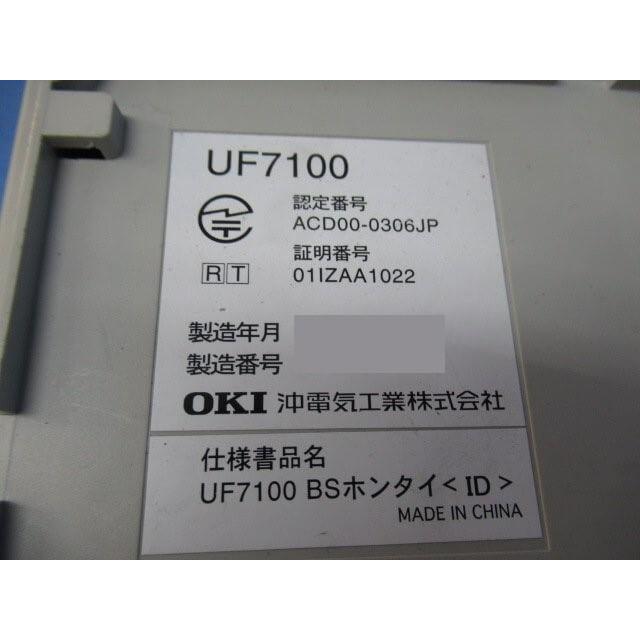 UF7100
認定番号
ACD00-0306JP
証明番号
R T 01IZAA1022
製造年月
製造番号
OKI 沖電気工業株式会社
仕様書品名
UF7100 BSホンタイ< ID >
MADE IN CHINA